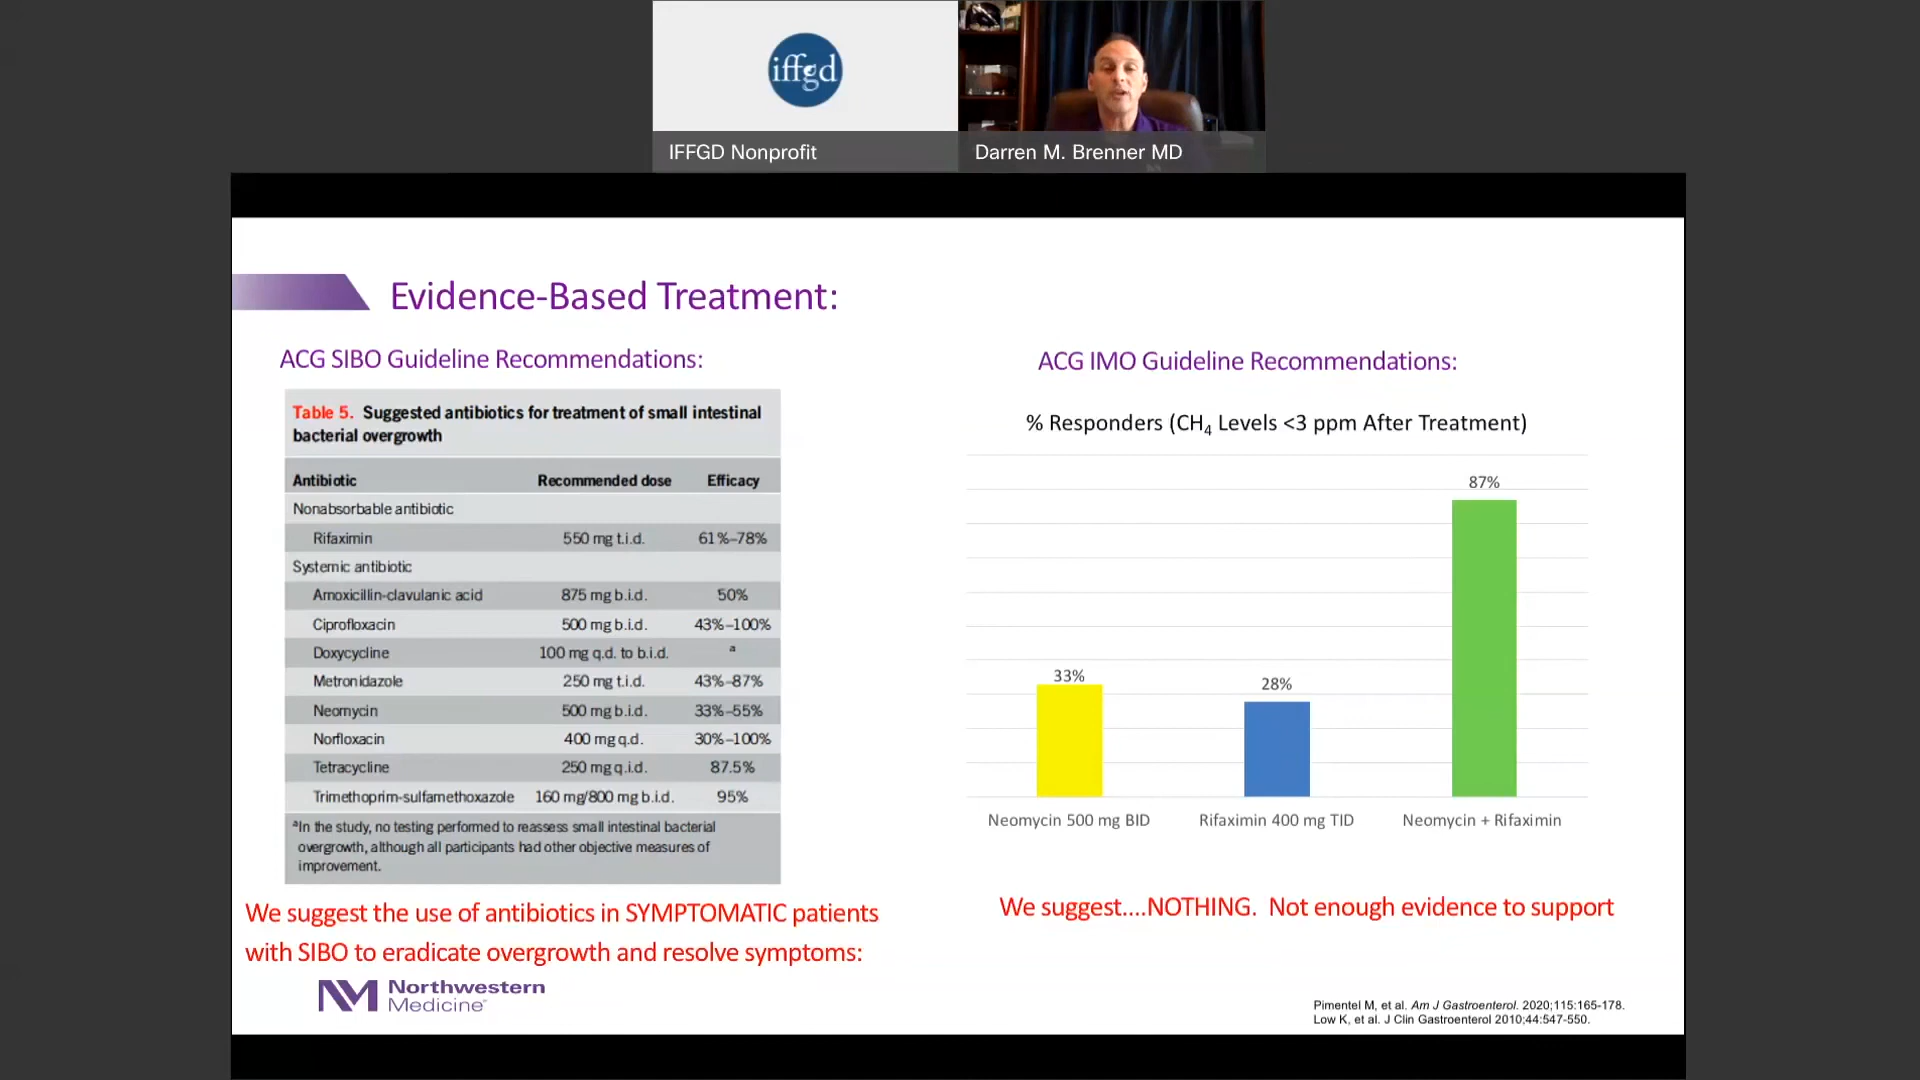 iffgd
IFFGD Nonprofit
Darren M. Brenner MD
Evidence-Based Treatment:
ACG SIBO Guideline Recommendations:
Table 5. Suggested antibiotics for treatment of small intestinal
bacterial overgrowth
Antibiotic Recommended dose Efficacy
Nonabsorbable antibiotic
Rifaximin 550 mg t.i.d. 61%–78%
Systemic antibiotic
Amoxicillin-clavulanic acid 875 mg b.i.d. 50%
Ciprofloxacin 500 mg b.i.d. 43%–100%
Doxycycline 100 mg q.d. to b.i.d. a
Metronidazole 250 mg t.i.d. 43%–87%
Neomycin 500 mg b.i.d. 33%–55%
Norfloxacin 400 mg q.d. 30%–100%
Tetracycline 250 mg q.i.d. 87.5%
Trimethoprim-sulfamethoxazole 160 mg/800 mg b.i.d. 95%
aIn the study, no testing performed to reassess small intestinal bacterial
overgrowth, although all participants had other objective measures of
improvement.
We suggest the use of antibiotics in SYMPTOMATIC patients
with SIBO to eradicate overgrowth and resolve symptoms:
ACG IMO Guideline Recommendations:
% Responders (CH4 Levels <3 ppm After Treatment)
33%
28%
87%
Neomycin 500 mg BID
Rifaximin 400 mg TID
Neomycin + Rifaximin
We suggest....NOTHING. Not enough evidence to support
NM Northwestern
Medicine
Pimentel M, et al. Am J Gastroenterol. 2020;115:165-178.
Low K, et al. J Clin Gastroenterol 2010;44:547-550.